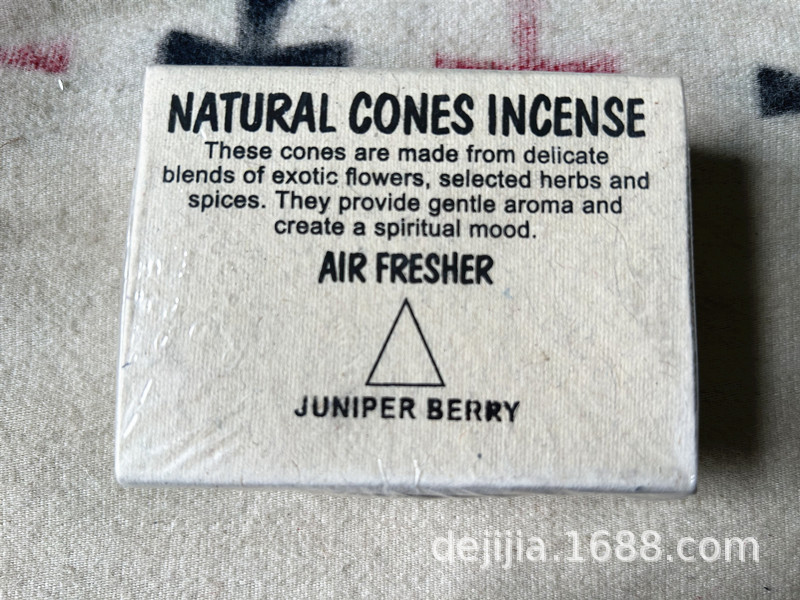 NATURAL CONES INCENSE
These cones are made from delicate
blends of exotic flowers, selected herbs and
spices. They provide gentle aroma and
create a spiritual mood.
AIR FRESHER
JUNIPER BERRY
dejijia.1688.com